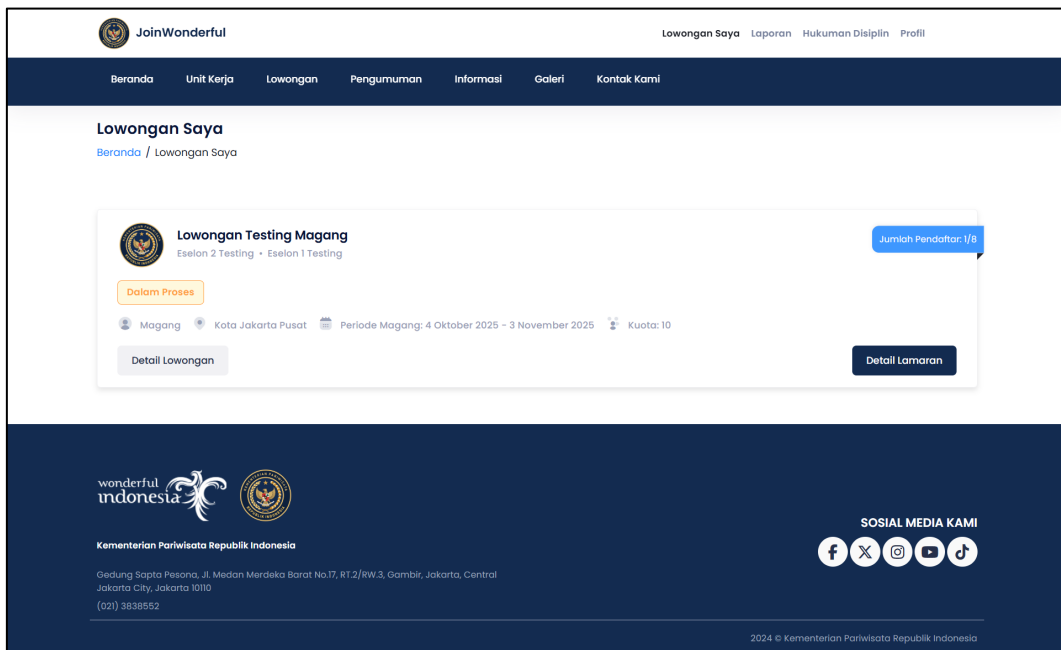 JoinWonderful
Lowongan Saya Laporan Hukuman Disiplin Profil
Beranda Unit Kerja Lowongan Pengumuman Informasi Galeri Kontak Kami
Lowongan Saya
Beranda / Lowongan Saya
Lowongan Testing Magang
Eselon 2 Testing • Eselon 1 Testing
Jumlah Pendaftar: 1/8
Dalam Proses
Magang Kota Jakarta Pusat Periode Magang: 4 Oktober 2025 - 3 November 2025 Kuota: 10
Detail Lowongan Detail Lamaran
wonderful
indonesia
Kementerian Pariwisata Republik Indonesia
SOSIAL MEDIA KAMI
Gedung Sapta Pesona, Jl. Medan Merdeka Barat No.17, RT.2/RW.3, Gambir, Jakarta, Central
Jakarta City, Jakarta 10110
(021) 3838552
2024 © Kementerian Pariwisata Republik Indonesia